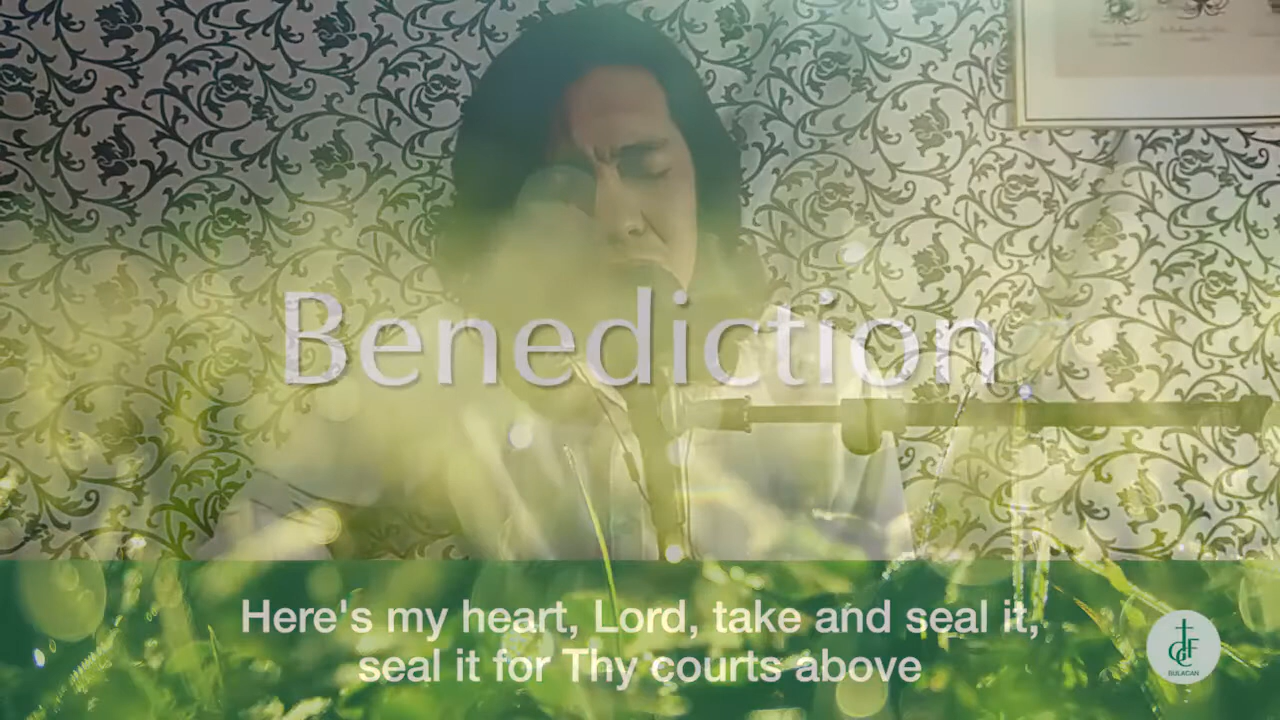 Benediction
Here's my heart, Lord, take and seal it,
seal it for Thy courts above
BULACAN